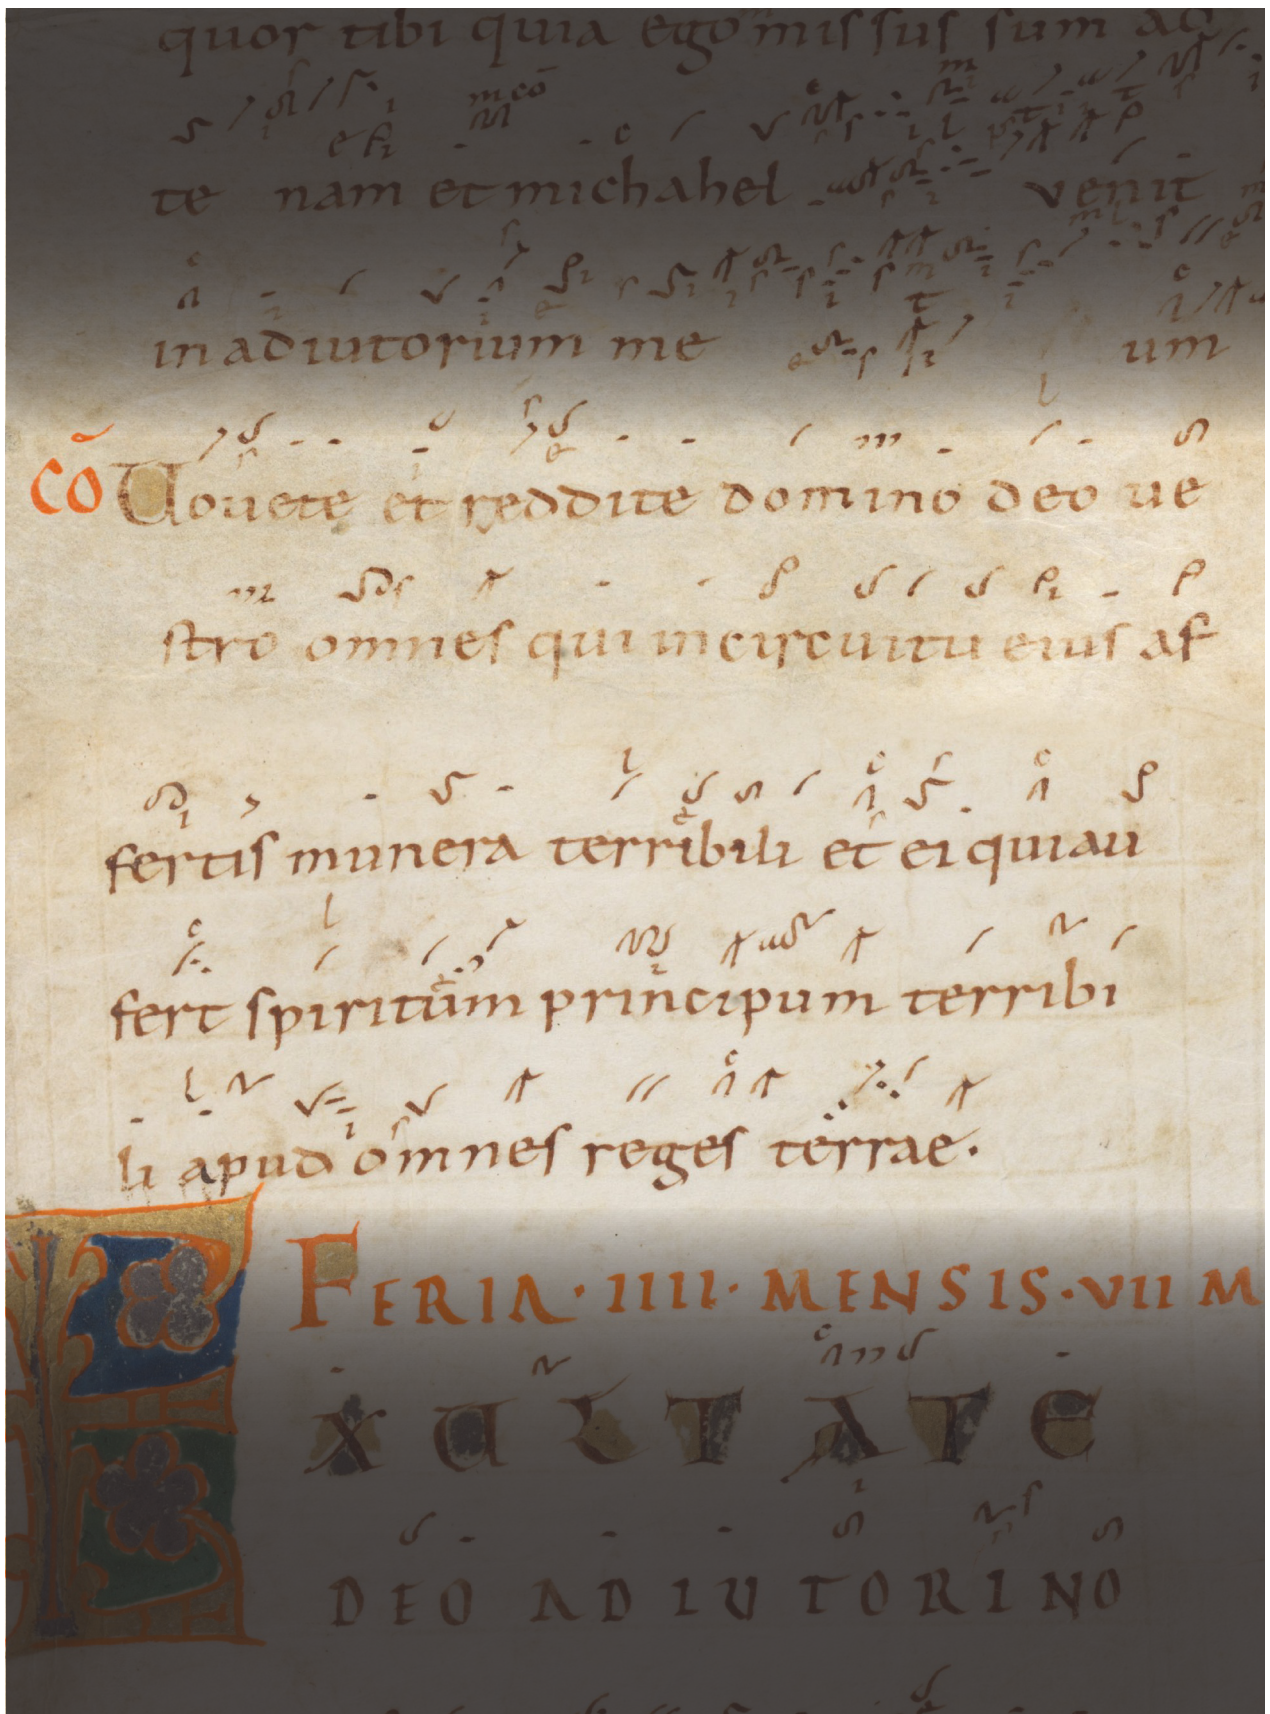 quor tibi quia ego missus sum ad
te nam et michahel venit
in adiutorium me um
CÕ Vovete et reddite domino deo ve
stro omnes qui in circuitu eius af
fertis munera terribili et ei qui au
fert spiritum principum terribi
li apud omnes reges terrae.
FERIA · IIII · MENSIS · VII M
XULTATE
DEO ADIUTORI NO